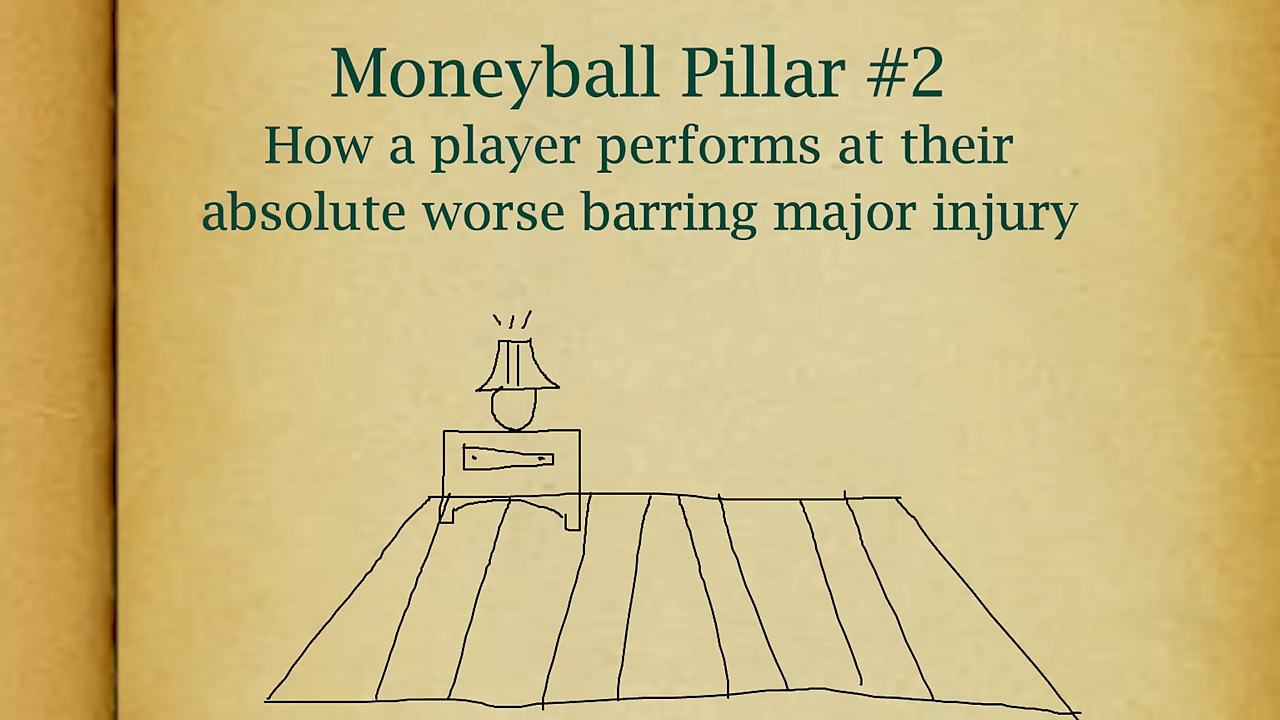 Moneyball Pillar #2
How a player performs at their
absolute worse barring major injury